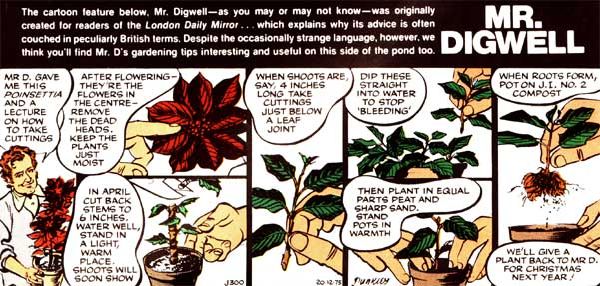 The cartoon feature below, Mr. Digwell—as you may or may not know—was originally
created for readers of the London Daily Mirror . . . which explains why its advice is often
couched in peculiarly British terms. Despite the occasionally strange language, however, we
think you'll find Mr. D's gardening tips interesting and useful on this side of the pond too.
MR.
DIGWELL
MR D. GAVE
ME THIS
POINSETTIA
AND A
LECTURE
ON HOW
TO TAKE
CUTTINGS
AFTER FLOWERING—
THEY'RE THE
FLOWERS IN
THE CENTRE—
REMOVE
THE DEAD
HEADS.
KEEP THE
PLANTS
JUST
MOIST
IN APRIL
CUT BACK
STEMS TO
6 INCHES.
WATER WELL,
STAND IN
A LIGHT,
WARM
PLACE.
SHOOTS WILL
SOON SHOW
J300
WHEN SHOOTS ARE,
SAY, 4 INCHES
LONG TAKE
CUTTINGS
JUST BELOW
A LEAF
JOINT
20-12-75
DIP THESE
STRAIGHT
INTO WATER
TO STOP
'BLEEDING'
THEN PLANT IN EQUAL
PARTS PEAT AND
SHARP SAND.
STAND
POTS IN
WARMTH
DUNKLEY
WHEN ROOTS FORM,
POT ON J.I. NO. 2
COMPOST
WE'LL GIVE A
PLANT BACK TO MR D.
FOR CHRISTMAS
NEXT YEAR!